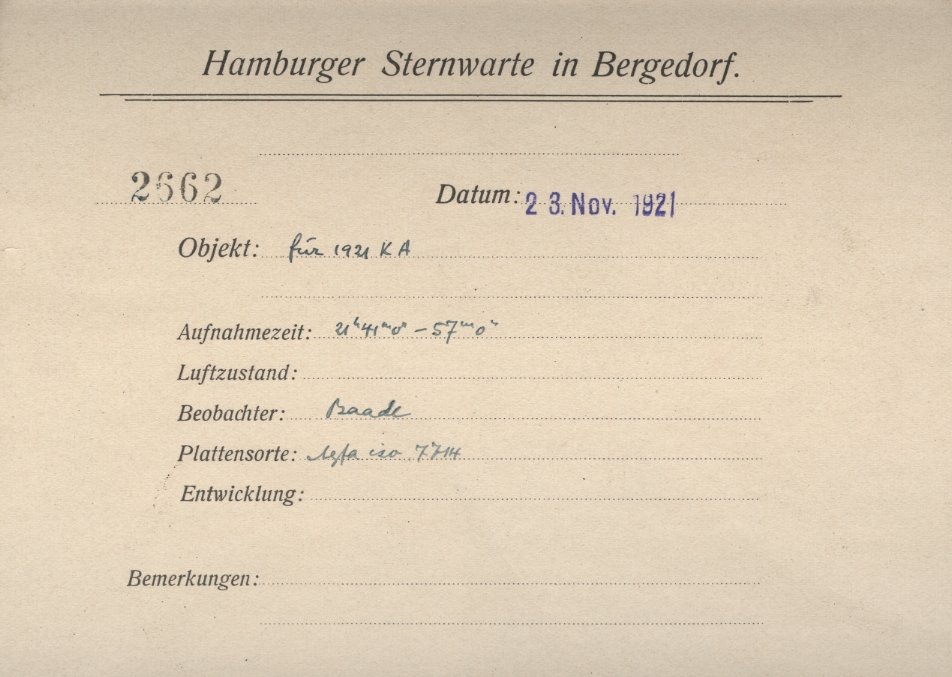 Hamburger Sternwarte in Bergedorf.
2662 Datum: 23. Nov. 1921
Objekt: für 1921 K A
Aufnahmezeit: 21ʰ41ᵐ0ˢ – 57ᵐ0ˢ
Luftzustand:
Beobachter: Baade
Plattensorte: Agfa iso 7714
Entwicklung:
Bemerkungen: